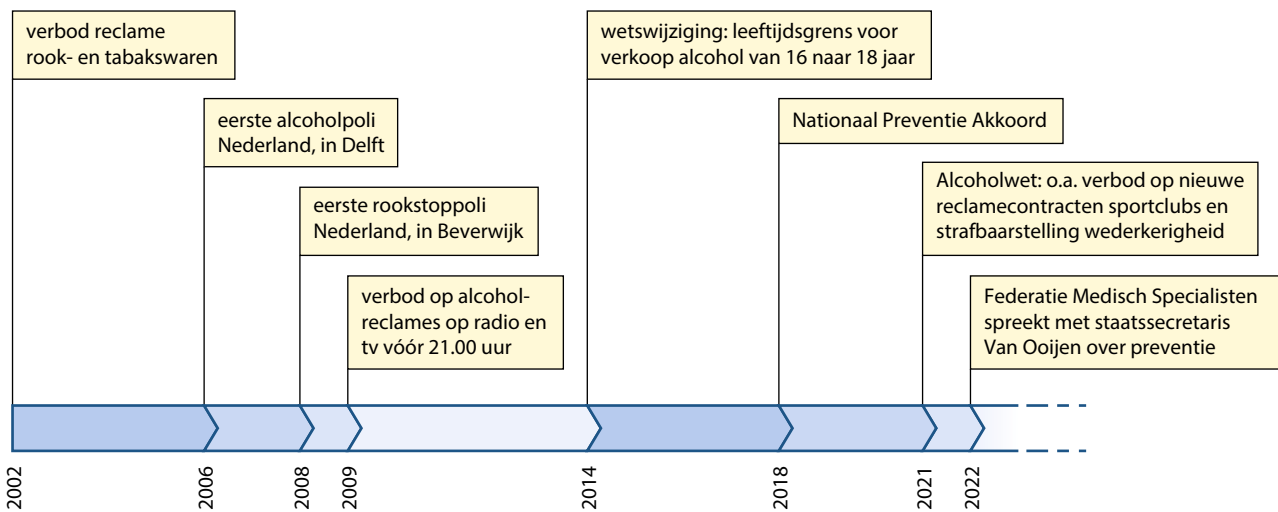 verbod reclame
rook- en tabakswaren
eerste alcoholpoli
Nederland, in Delft
eerste rookstoppoli
Nederland, in Beverwijk
verbod op alcohol-
reclames op radio en
tv vóór 21.00 uur
wetswijziging: leeftijdsgrens voor
verkoop alcohol van 16 naar 18 jaar
Nationaal Preventie Akkoord
Alcoholwet: o.a. verbod op nieuwe
reclamecontracten sportclubs en
strafbaarstelling wederkerigheid
Federatie Medisch Specialisten
spreekt met staatssecretaris
Van Ooijen over preventie
2002
2006
2008
2009
2014
2018
2021
2022